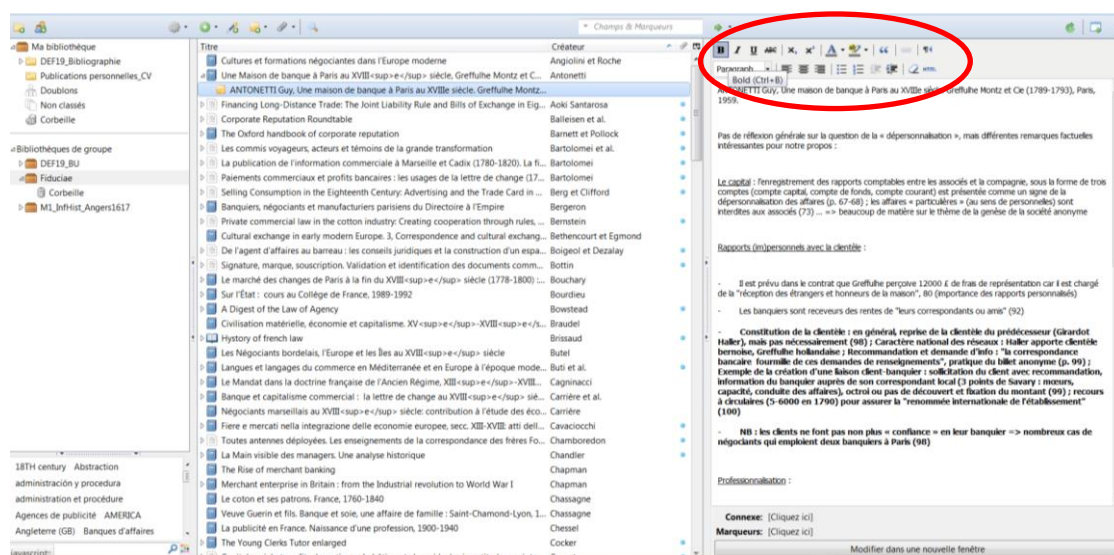 Champs & Marqueurs
Ma bibliothèque
DEF19_Bibliographie
Publications personnelles_CV
Doublons
Non classés
Corbeille
Bibliothèques de groupe
DEF19_BU
Fiduciae
Corbeille
M1_InfHist_Angers1617
18TH century Abstraction
administración y procedura
administration et procédure
Agences de publicité AMERICA
Angleterre (GB) Banques d'affaires
Titre Créateur
Cultures et formations négociantes dans l'Europe moderne Angiolini et Roche
Une Maison de banque à Paris au XVIII<sup>e</sup> siècle, Greffulhe Montz et C... Antonetti
ANTONETTI Guy, Une maison de banque à Paris au XVIIIe siècle. Greffulhe Montz...
Financing Long-Distance Trade: The Joint Liability Rule and Bills of Exchange in Eig... Aoki Santarosa
Corporate Reputation Roundtable Balleisen et al.
The Oxford handbook of corporate reputation Barnett et Pollock
Les commis voyageurs, acteurs et témoins de la grande transformation Bartolomei et al.
La publication de l'information commerciale à Marseille et Cadix (1780-1820). La fi... Bartolomei
Paiements commerciaux et profits bancaires : les usages de la lettre de change (17... Bartolomei
Selling Consumption in the Eighteenth Century: Advertising and the Trade Card in ... Berg et Clifford
Banquiers, négociants et manufacturiers parisiens du Directoire à l'Empire Bergeron
Private commercial law in the cotton industry: Creating cooperation through rules, ... Bernstein
Cultural exchange in early modern Europe. 3, Correspondence and cultural exchang... Bethencourt et Egmond
De l'agent d'affaires au barreau : les conseils juridiques et la construction d'un espa... Boigeol et Dezalay
Signature, marque, souscription. Validation et identification des documents comm... Bottin
Le marché des changes de Paris à la fin du XVIII<sup>e</sup> siècle (1778-1800) :... Bouchary
Sur l'État : cours au Collège de France, 1989-1992 Bourdieu
A Digest of the Law of Agency Bowstead
Civilisation matérielle, économie et capitalisme. XV<sup>e</sup>-XVIII<sup>e</s... Braudel
Hystory of french law Brissaud
Les Négociants bordelais, l'Europe et les Îles au XVIII<sup>e</sup> siècle Butel
Langues et langages du commerce en Méditerranée et en Europe à l'époque mode... Buti et al.
Le Mandat dans la doctrine française de l'Ancien Régime, XIII<sup>e</sup>-XVIII... Cagninacci
Banque et capitalisme commercial : la lettre de change au XVIII<sup>e</sup> siè... Carrière et al.
Négociants marseillais au XVIII<sup>e</sup> siècle: contribution à l'étude des éco... Carrière
Fiere e mercati nella integrazione delle economie europee, secc. XIII-XVIII: atti dell... Cavaciocchi
Toutes antennes déployées. Les enseignements de la correspondance des frères Fo... Chamboredon
La Main visible des managers. Une analyse historique Chandler
The Rise of merchant banking Chapman
Merchant enterprise in Britain : from the Industrial revolution to World War I Chapman
Le coton et ses patrons. France, 1760-1840 Chassagne
Veuve Guerin et fils. Banque et soie, une affaire de famille : Saint-Chamond-Lyon, 1... Chassagne
La publicité en France. Naissance d'une profession, 1900-1940 Chessel
The Young Clerks Tutor enlarged Cocker
B I U ABC X, x' A
HTML
Paragraph
Bold (Ctrl+B)
ANTONETTI Guy, Une maison de banque à Paris au XVIIIe siècle. Greffulhe Montz et Cie (1789-1793), Paris,
1959.
Pas de réflexion générale sur la question de la « dépersonnalisation », mais différentes remarques factuelles
intéressantes pour notre propos :
Le capital : l'enregistrement des rapports comptables entre les associés et la compagnie, sous la forme de trois
comptes (compte capital, compte de fonds, compte courant) est présentée comme un signe de la
dépersonnalisation des affaires (p. 67-68) ; les affaires « particulières » (au sens de personnelles) sont
interdites aux associés (73) ... => beaucoup de matière sur le thème de la genèse de la société anonyme
Rapports (im)personnels avec la clientèle :
- Il est prévu dans le contrat que Greffulhe perçoive 12000 £ de frais de représentation car il est chargé
de la "réception des étrangers et honneurs de la maison", 80 (importance des rapports personnalisés)
- Les banquiers sont receveurs des rentes de "leurs correspondants ou amis" (92)
- Constitution de la clientèle : en général, reprise de la clientèle du prédécesseur (Girardot
Haller), mais pas nécessairement (98) ; Caractère national des réseaux : Haller apporte clientèle
bernoise, Greffulhe hollandaise ; Recommandation et demande d'info : "la correspondance
bancaire fourmille de ces demandes de renseignements", pratique du billet anonyme (p. 99) ;
Exemple de la création d'une liaison client-banquier : sollicitation du client avec recommandation,
information du banquier auprès de son correspondant local (3 points de Savary : mœurs,
capacité, conduite des affaires), octroi ou pas de découvert et fixation du montant (99) ; recours
à circulaires (5-6000 en 1790) pour assurer la "renommée internationale de l'établissement"
(100)
- NB : les clients ne font pas non plus « confiance » en leur banquier => nombreux cas de
négociants qui emploient deux banquiers à Paris (98)
Professionnalisation :
Connexe: [Cliquez ici]
Marqueurs: [Cliquez ici]
Modifier dans une nouvelle fenêtre